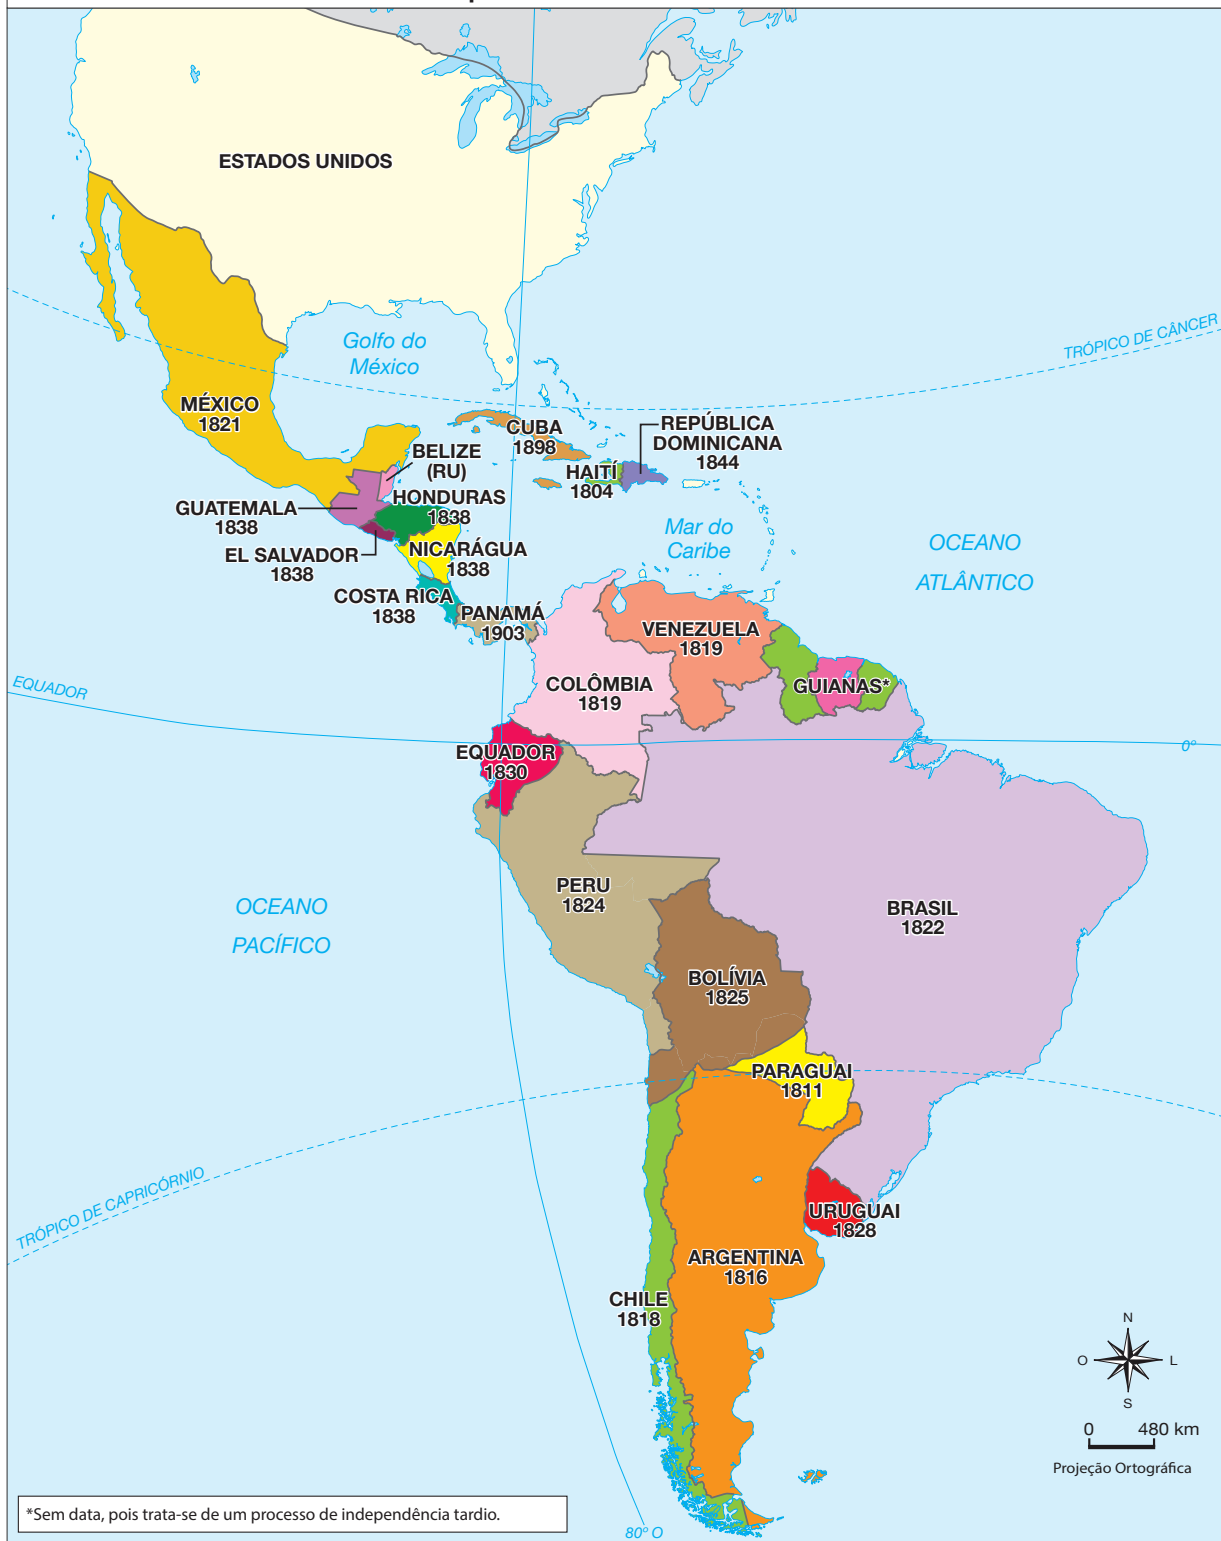 ESTADOS UNIDOS
Golfo do
México
TRÓPICO DE CÂNCER
MÉXICO
1821
CUBA
1898
REPÚBLICA
DOMINICANA
1844
HAITÍ
1804
BELIZE
(RU)
GUATEMALA
1838
HONDURAS
1838
EL SALVADOR
1838
NICARÁGUA
1838
Mar do
Caribe
OCEANO
ATLÂNTICO
COSTA RICA
1838
PANAMÁ
1903
VENEZUELA
1819
COLÔMBIA
1819
GUIANAS*
EQUADOR
0º
EQUADOR
1830
PERU
1824
BRASIL
1822
OCEANO
PACÍFICO
BOLÍVIA
1825
PARAGUAI
1811
TRÓPICO DE CAPRICÓRNIO
URUGUAI
1828
ARGENTINA
1816
CHILE
1818
N
O
L
S
0 480 km
Projeção Ortográfica
*Sem data, pois trata-se de um processo de independência tardio.
80º O